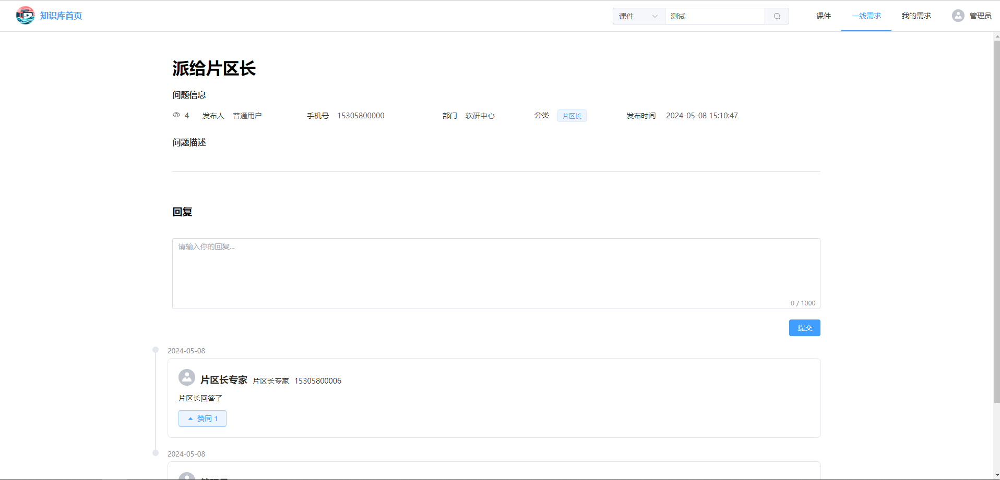 知识库首页
课件 测试 课件 一线需求 我的需求 管理员
派给片区长
问题信息
4 发布人 普通用户 手机号 15305800000 部门 软研中心 分类 片区长 发布时间 2024-05-08 15:10:47
问题描述
回复
请输入你的回复...
0 / 1000
提交
2024-05-08
片区长专家 片区长专家 15305800006
片区长回答了
赞同 1
2024-05-08